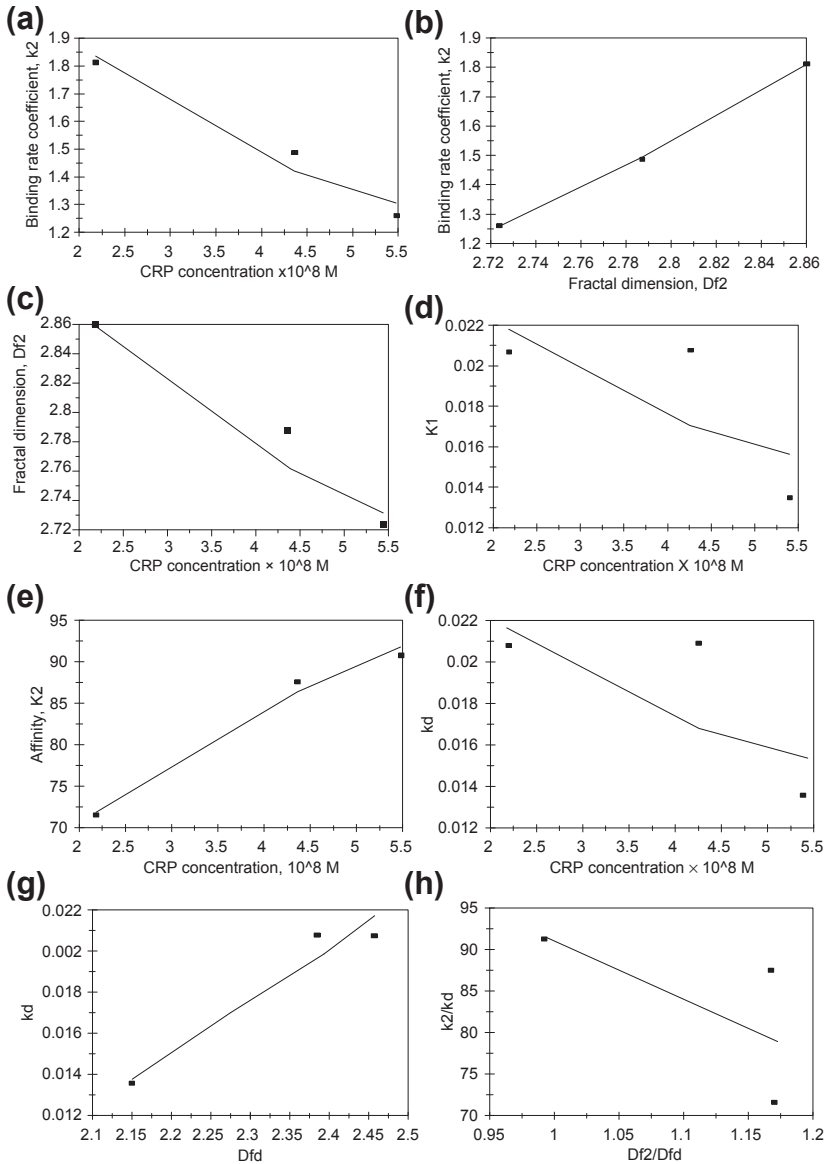 (a)
Binding rate coefficient, k2
1.9
1.8
1.7
1.6
1.5
1.4
1.3
1.2
2 2.5 3 3.5 4 4.5 5 5.5
CRP concentration x10^8 M
(b)
Binding rate coefficient, k2
1.9
1.8
1.7
1.6
1.5
1.4
1.3
1.2
2.72 2.74 2.76 2.78 2.8 2.82 2.84 2.86
Fractal dimension, Df2
(c)
Fractal dimension, Df2
2.86
2.84
2.82
2.8
2.78
2.76
2.74
2.72
2 2.5 3 3.5 4 4.5 5 5.5
CRP concentration × 10^8 M
(d)
K1
0.022
0.02
0.018
0.016
0.014
0.012
2 2.5 3 3.5 4 4.5 5 5.5
CRP concentration X 10^8 M
(e)
Affinity, K2
95
90
85
80
75
70
2 2.5 3 3.5 4 4.5 5 5.5
CRP concentration, 10^8 M
(f)
kd
0.022
0.02
0.018
0.016
0.014
0.012
2 2.5 3 3.5 4 4.5 5 5.5
CRP concentration × 10^8 M
(g)
kd
0.022
0.002
0.018
0.016
0.014
0.012
2.1 2.15 2.2 2.25 2.3 2.35 2.4 2.45 2.5
Dfd
(h)
k2/kd
95
90
85
80
75
70
0.95 1 1.05 1.1 1.15 1.2
Df2/Dfd